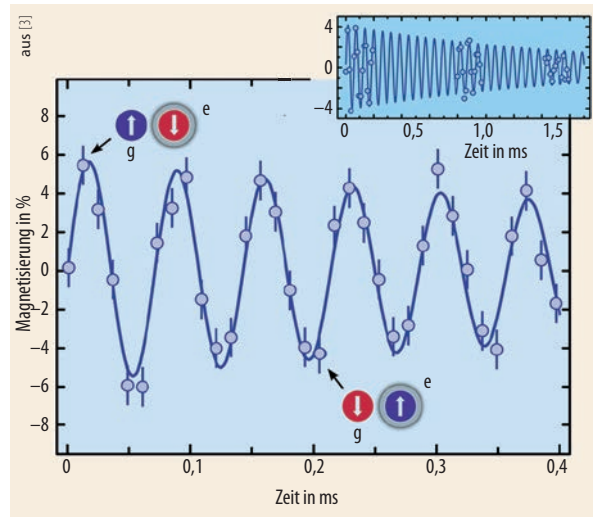 aus [3]
4
0
−4
0
0,5
1,0
1,5
Zeit in ms
Magnetisierung in %
8
6
4
2
0
−2
−4
−6
−8
e
g
e
g
0
0,1
0,2
0,3
0,4
Zeit in ms